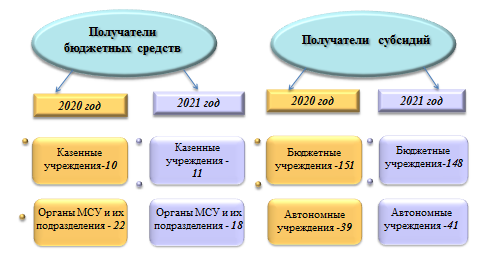 Получатели
бюджетных средств
Получатели субсидий
2020 год
2021 год
2020 год
2021 год
Казенные
учреждения-10
Казенные
учреждения -
11
Бюджетные
учреждения-151
Бюджетные
учреждения-148
Органы МСУ и их
подразделения - 22
Органы МСУ и их
подразделения - 18
Автономные
учреждения -39
Автономные
учреждения -41